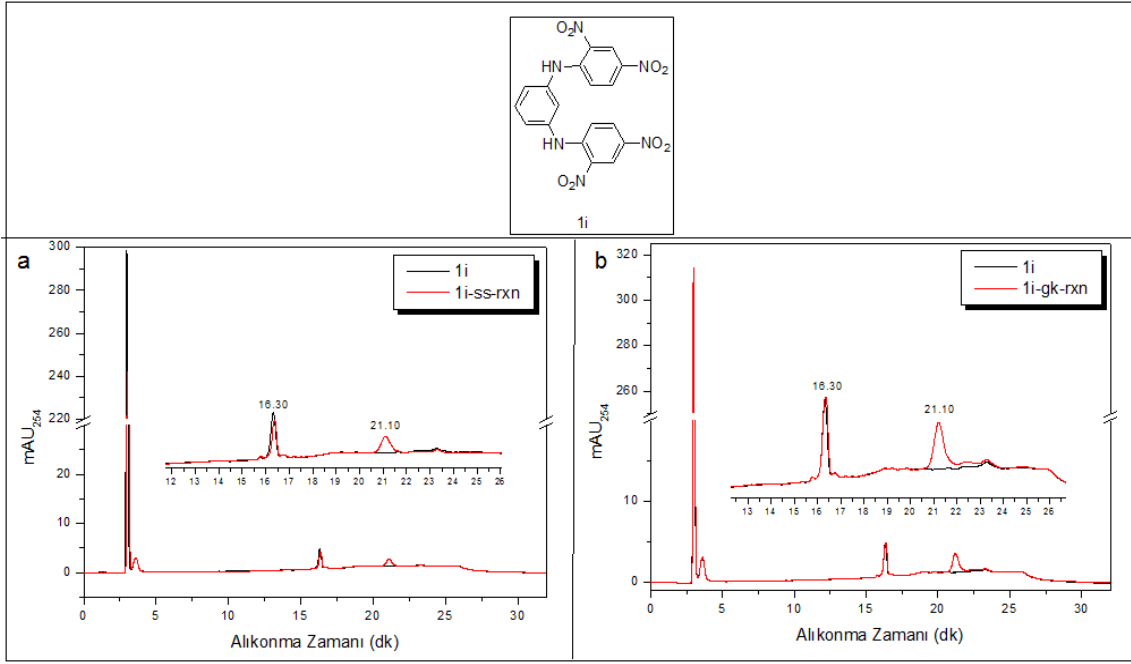 NO₂
O₂N
HN
NO₂
HN
NO₂
O₂N
1i
a
1i
1i-ss-rxn
300
280
260
240
220
20
10
0
mAU₂₅₄
16.30
21.10
12 13 14 15 16 17 18 19 20 21 22 23 24 25 26
0 5 10 15 20 25 30
Alıkonma Zamanı (dk)
b
1i
1i-gk-rxn
320
300
280
260
10
0
mAU₂₅₄
16.30
21.10
13 14 15 16 17 18 19 20 21 22 23 24 25 26
0 5 10 15 20 25 30
Alıkonma Zamanı (dk)